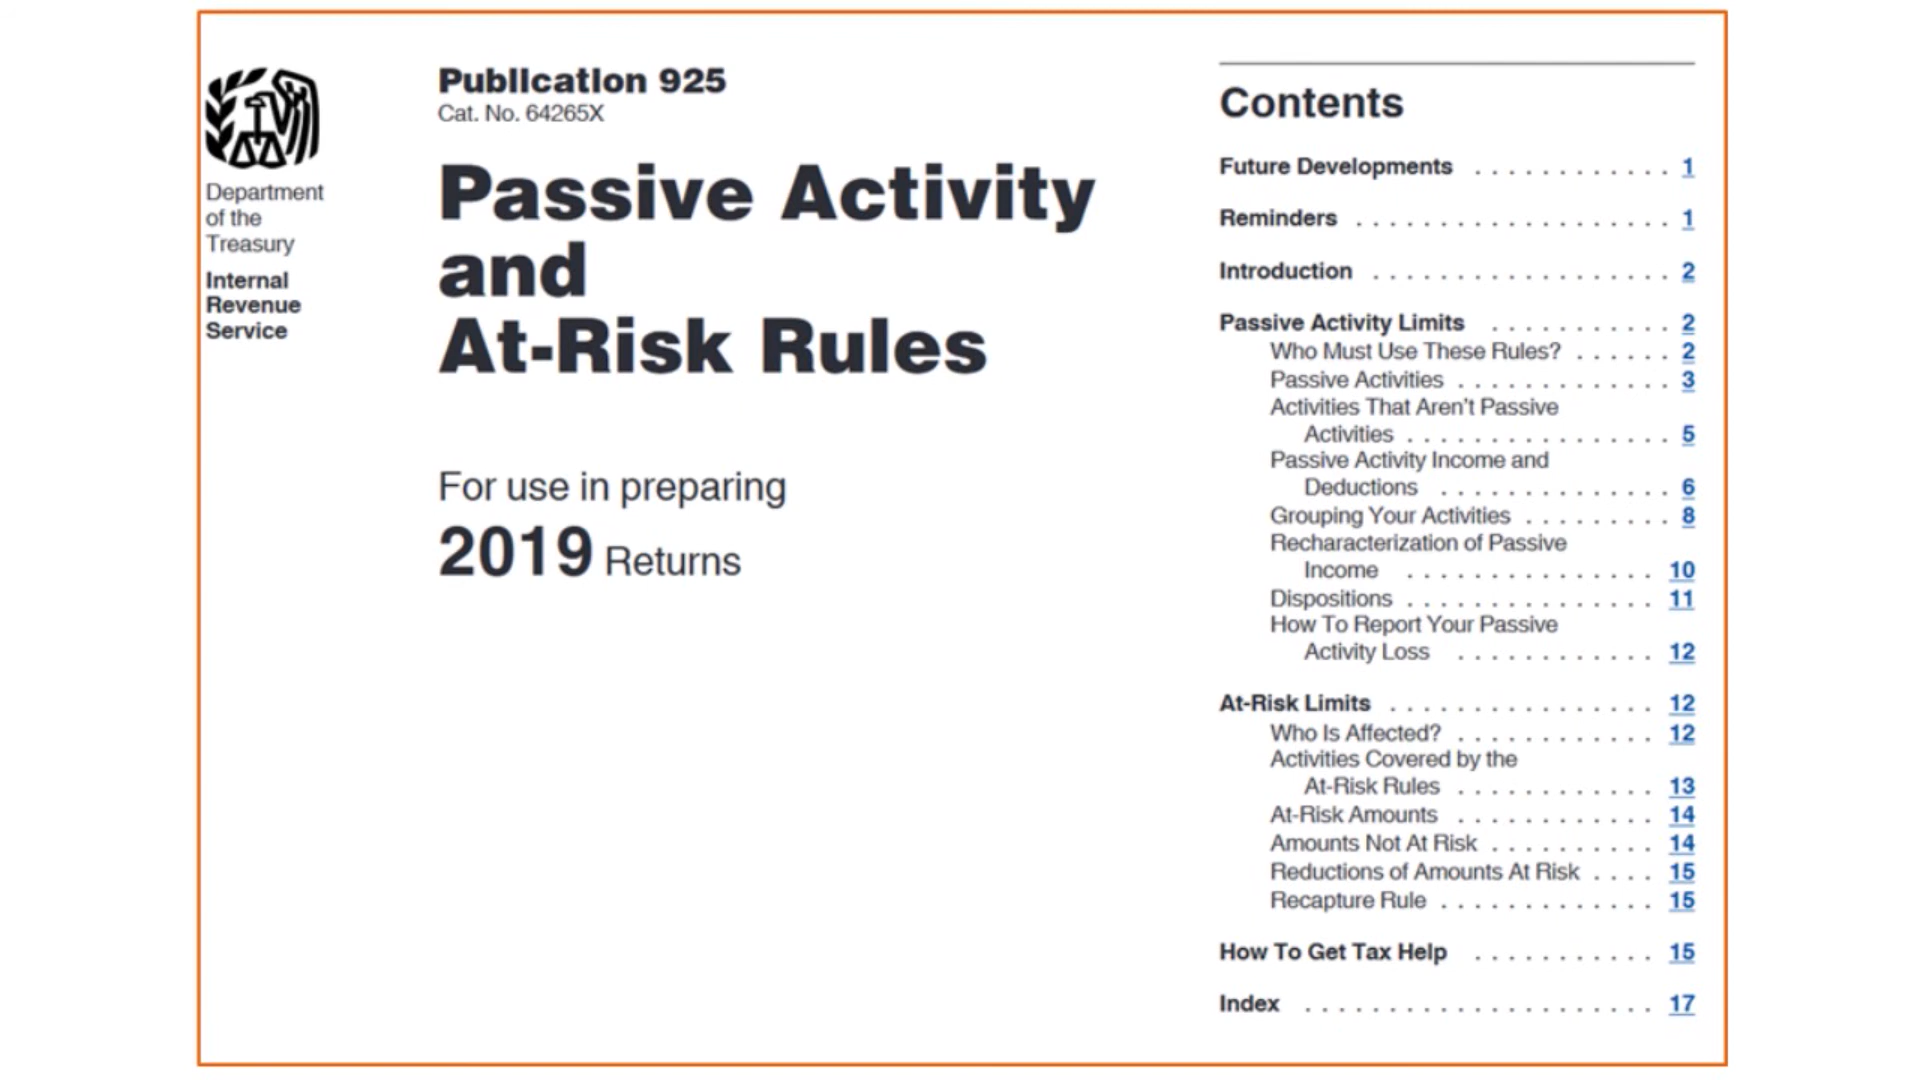 Department
of the
Treasury
Internal
Revenue
Service
Publication 925
Cat. No. 64265X
Passive Activity
and
At-Risk Rules
For use in preparing
2019 Returns
Contents
Future Developments . . . . . . . . . . . . 1
Reminders . . . . . . . . . . . . . . . . . . . 1
Introduction . . . . . . . . . . . . . . . . . . 2
Passive Activity Limits . . . . . . . . . . . 2
Who Must Use These Rules? . . . . . . 2
Passive Activities . . . . . . . . . . . . . 3
Activities That Aren't Passive
Activities . . . . . . . . . . . . . . . . 5
Passive Activity Income and
Deductions . . . . . . . . . . . . . . 6
Grouping Your Activities . . . . . . . . . 8
Recharacterization of Passive
Income . . . . . . . . . . . . . . . 10
Dispositions . . . . . . . . . . . . . . . 11
How To Report Your Passive
Activity Loss . . . . . . . . . . . . 12
At-Risk Limits . . . . . . . . . . . . . . . . 12
Who Is Affected? . . . . . . . . . . . . 12
Activities Covered by the
At-Risk Rules . . . . . . . . . . . . 13
At-Risk Amounts . . . . . . . . . . . . 14
Amounts Not At Risk . . . . . . . . . . 14
Reductions of Amounts At Risk . . . . 15
Recapture Rule . . . . . . . . . . . . . 15
How To Get Tax Help . . . . . . . . . . . 15
Index . . . . . . . . . . . . . . . . . . . . . 17